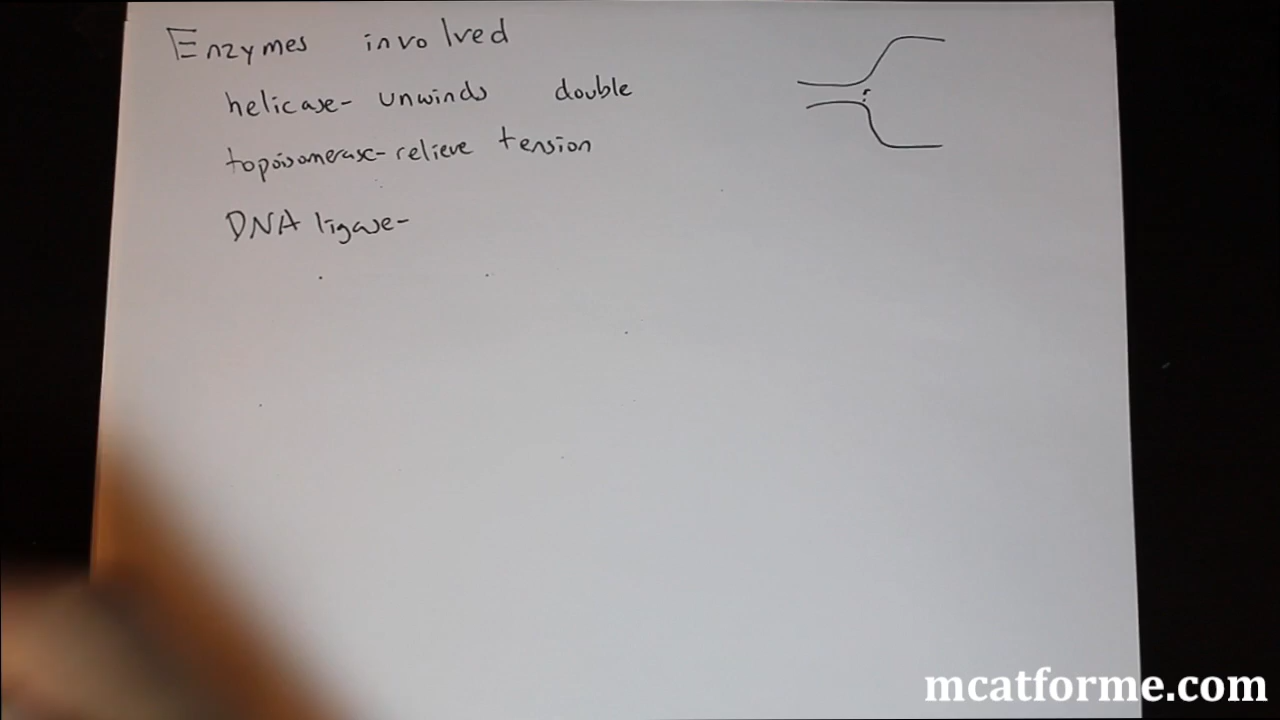 Enzymes involved
helicase- unwinds double
topoisomerase- relieve tension
DNA ligase-
mcatforme.com